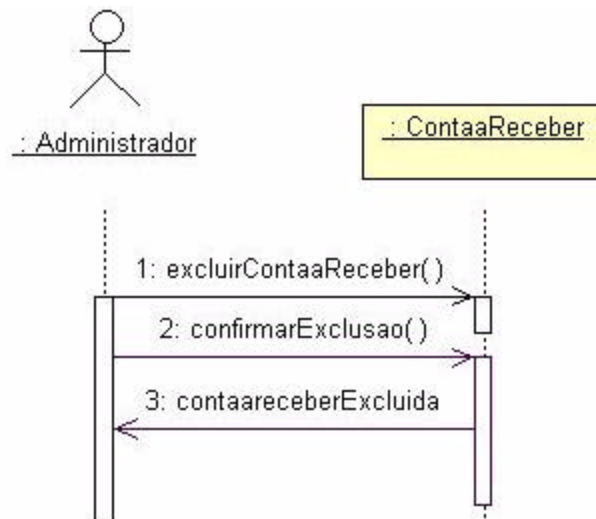 : Administrador
: ContaaReceber
1: excluirContaaReceber( )
2: confirmarExclusao( )
3: contaareceberExcluida